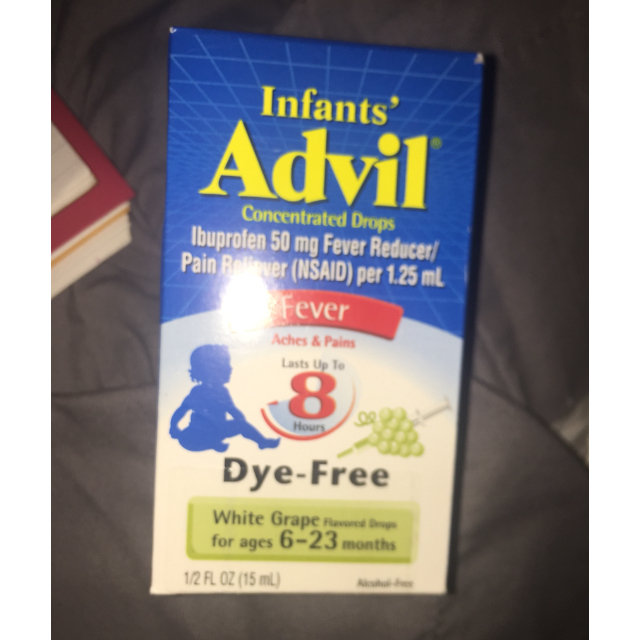 Infants'
Advil®
Concentrated Drops
Ibuprofen 50 mg Fever Reducer/
Pain Reliever (NSAID) per 1.25 mL
Fever
Aches & Pains
Lasts Up To
8
Hours
Dye-Free
White Grape Flavored Drops
for ages 6-23 months
1/2 FL OZ (15 mL)
Alcohol-Free